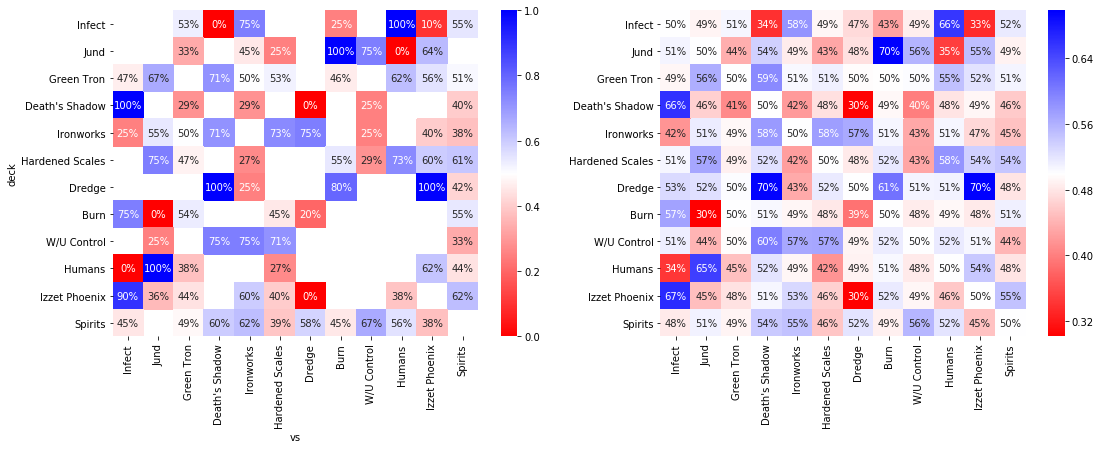 Infect 53% 0% 75% 25% 100% 10% 55%
Jund 33% 45% 25% 100% 75% 0% 64%
Green Tron 47% 67% 71% 50% 53% 46% 62% 56% 51%
Death's Shadow 100% 29% 29% 0% 25% 40%
Ironworks 25% 55% 50% 71% 73% 75% 25% 40% 38%
Hardened Scales 75% 47% 27% 55% 29% 73% 60% 61%
Dredge 100% 25% 80% 100% 42%
Burn 75% 0% 54% 45% 20% 55%
W/U Control 25% 75% 75% 71% 33%
Humans 0% 100% 38% 27% 62% 44%
Izzet Phoenix 90% 36% 44% 60% 40% 0% 38% 62%
Spirits 45% 49% 60% 62% 39% 58% 45% 67% 56% 38%
deck
Infect
Jund
Green Tron
Death's Shadow
Ironworks
Hardened Scales
Dredge
Burn
W/U Control
Humans
Izzet Phoenix
Spirits
vs
1.0
0.8
0.6
0.4
0.2
0.0
Infect 50% 49% 51% 34% 58% 49% 47% 43% 49% 66% 33% 52%
Jund 51% 50% 44% 54% 49% 43% 48% 70% 56% 35% 55% 49%
Green Tron 49% 56% 50% 59% 51% 51% 50% 50% 50% 55% 52% 51%
Death's Shadow 66% 46% 41% 50% 42% 48% 30% 49% 40% 48% 49% 46%
Ironworks 42% 51% 49% 58% 50% 58% 57% 51% 43% 51% 47% 45%
Hardened Scales 51% 57% 49% 52% 42% 50% 48% 52% 43% 58% 54% 54%
Dredge 53% 52% 50% 70% 43% 52% 50% 61% 51% 51% 70% 48%
Burn 57% 30% 50% 51% 49% 48% 39% 50% 48% 49% 48% 51%
W/U Control 51% 44% 50% 60% 57% 57% 49% 52% 50% 52% 51% 44%
Humans 34% 65% 45% 52% 49% 42% 49% 51% 48% 50% 54% 48%
Izzet Phoenix 67% 45% 48% 51% 53% 46% 30% 52% 49% 46% 50% 55%
Spirits 48% 51% 49% 54% 55% 46% 52% 49% 56% 52% 45% 50%
Infect
Jund
Green Tron
Death's Shadow
Ironworks
Hardened Scales
Dredge
Burn
W/U Control
Humans
Izzet Phoenix
Spirits
0.64
0.56
0.48
0.40
0.32